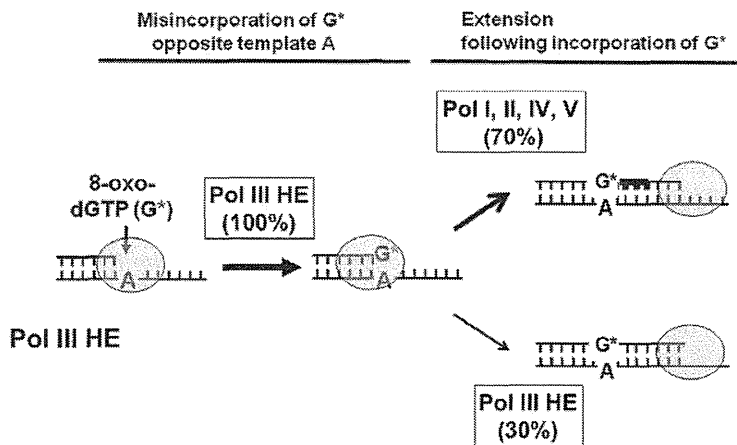 Misincorporation of G*
opposite template A
Extension
following incorporation of G*
Pol I, II, IV, V
(70%)
8-oxo-
dGTP (G*)
Pol III HE
(100%)
G*
A
A
G*
A
Pol III HE
G*
A
Pol III HE
(30%)